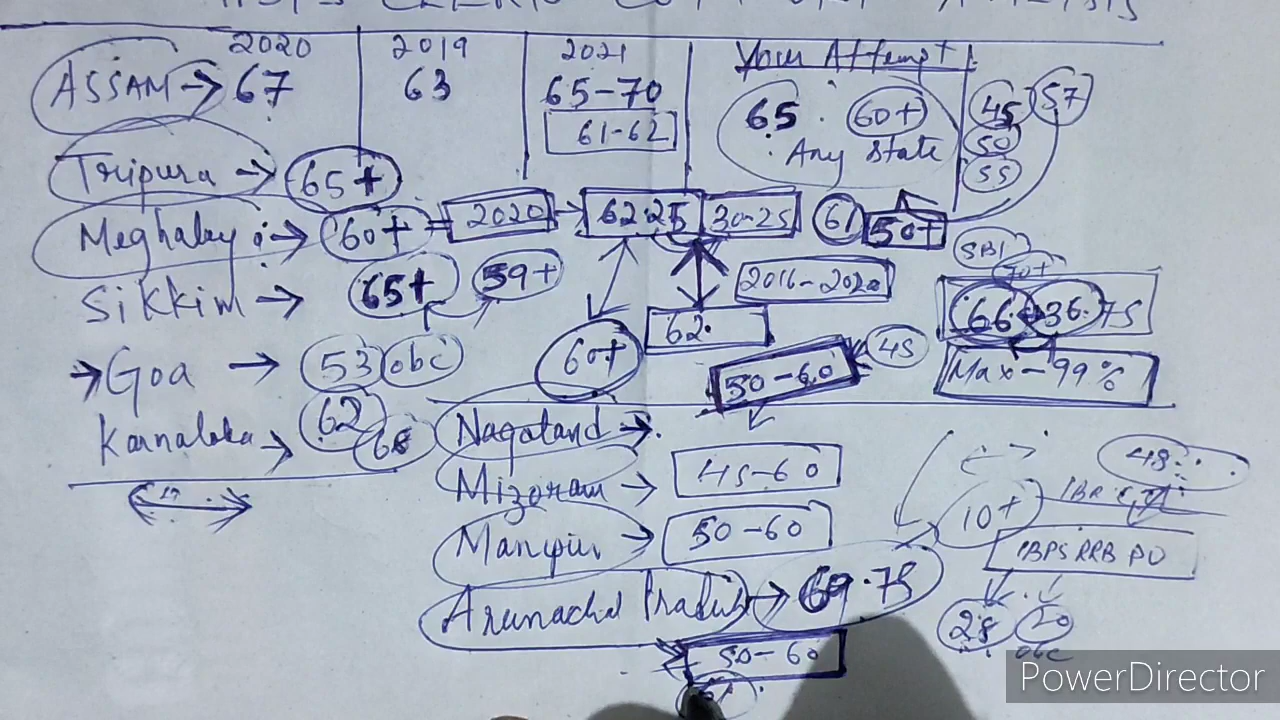 2020 2019 2021 Your Attempt
ASSAM → 67 63 65-70 65 60+ 45 57
61-62 Any State 50
Tripura → 65+ 55
Meghaly → 60+ = 2020 → 62.25 30.25 61 50+
SBI
70+
Sikkim → 65+ 59+ 2016-2020
62. 66. 36.75
→ Goa → 53 obc 60+ 50-60 45 Max-99%
Karnataka → 62
Nagaland →
Mizoram → 45-60
Manipur → 50-60 10+
IBPS RRB PO
Arunachal Pradesh → 69.75
28 20
obc
50-60
PowerDirector